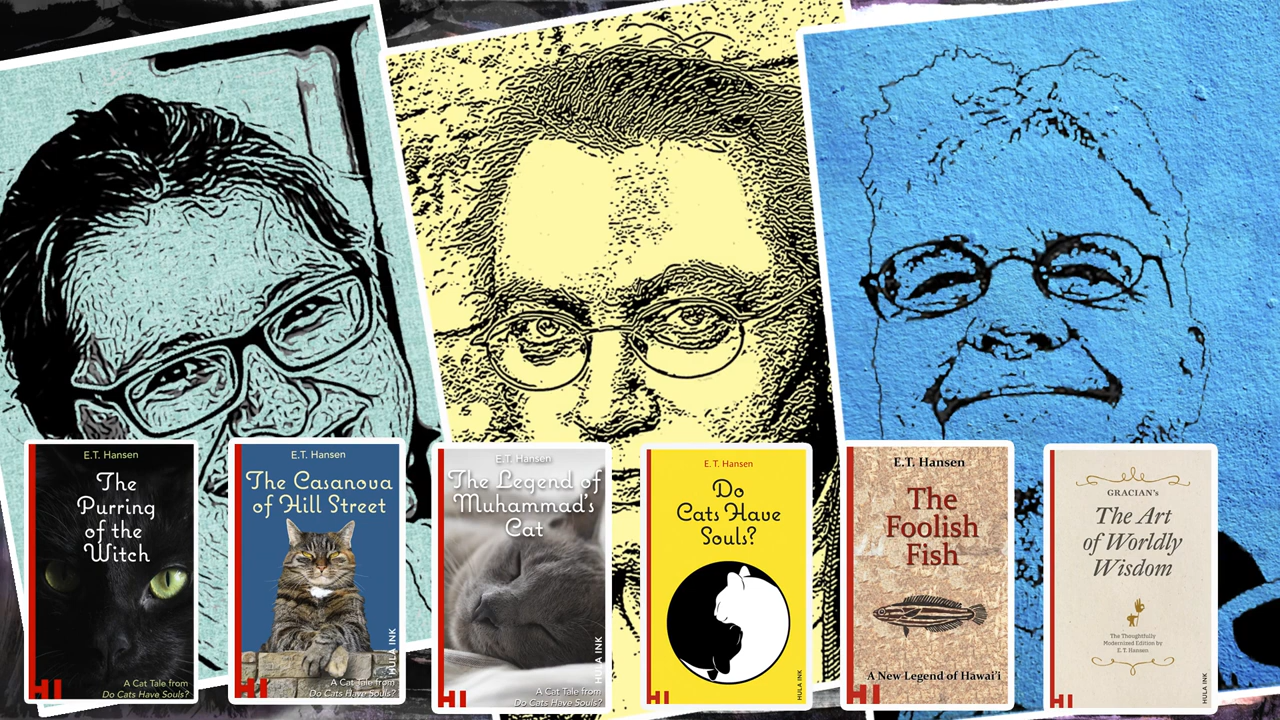 E.T. Hansen
The
Purring
of the
Witch
A Cat Tale from
Do Cats Have Souls?
HI
E.T. Hansen
The Casanova
of Hill Street
HULA INK
A Cat Tale from
Do Cats Have Souls?
HI
E.T. Hansen
The Legend of
Muhammad's
Cat
HULA INK
A Cat Tale from
Do Cats Have Souls?
HI
E.T. Hansen
Do
Cats Have
Souls?
HULA INK
HI
E.T. Hansen
The
Foolish
Fish
A New Legend of Hawai'i
HI
GRACIAN's
The Art
of Worldly
Wisdom
The Thoughtfully
Modernized Edition by
E.T. Hansen
HULA INK
HI